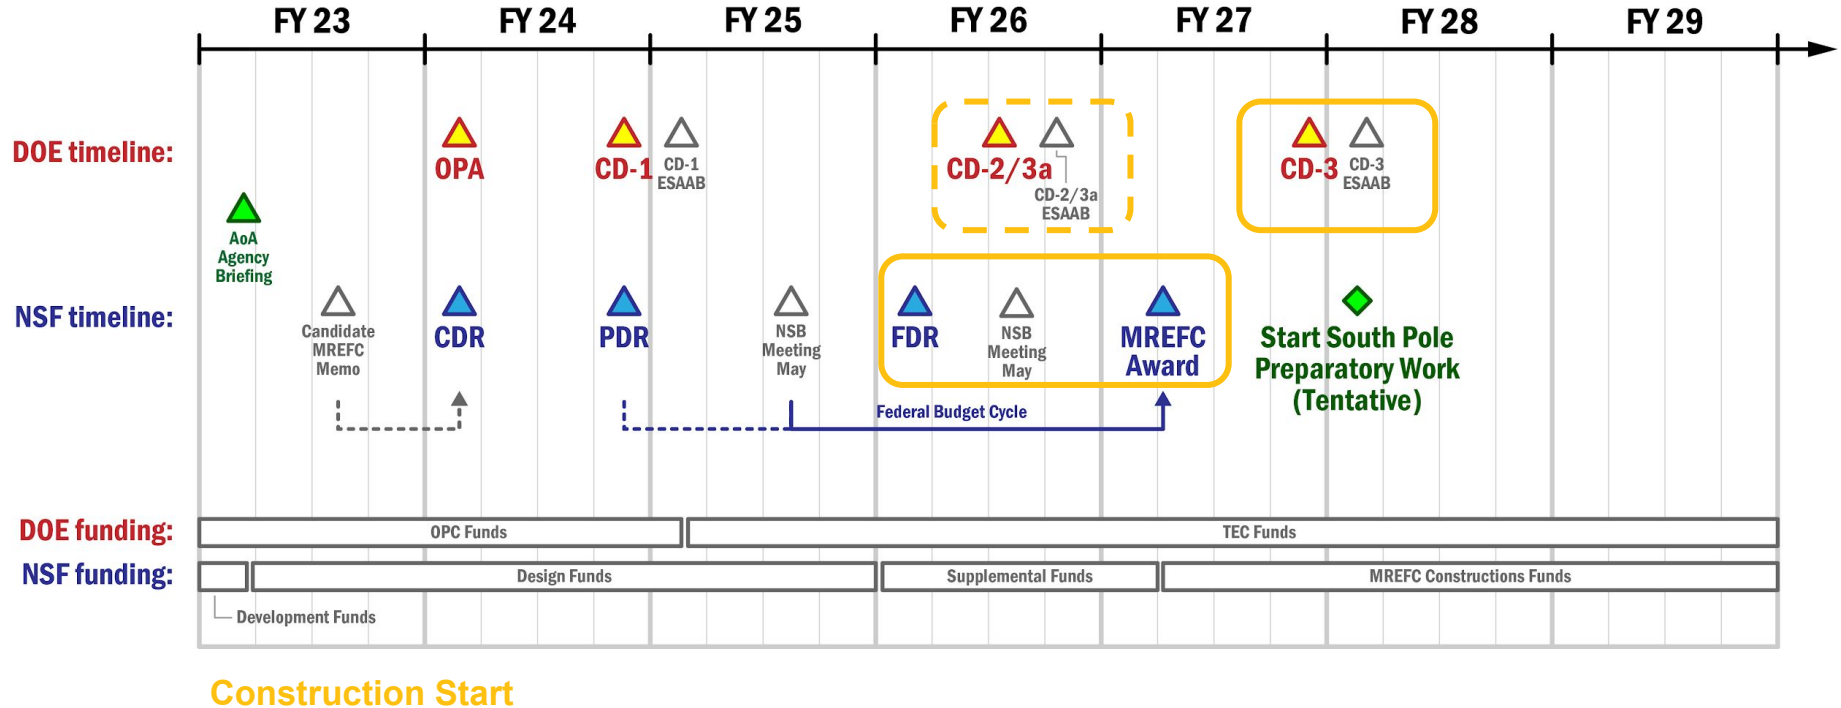 FY 23
FY 24
FY 25
FY 26
FY 27
FY 28
FY 29
DOE timeline:
OPA
CD-1
CD-1
ESAAB
CD-2/3a
CD-2/3a
ESAAB
CD-3
CD-3
ESAAB
AoA
Agency
Briefing
NSF timeline:
Candidate
MREFC
Memo
CDR
PDR
NSB
Meeting
May
FDR
NSB
Meeting
May
MREFC
Award
Start South Pole
Preparatory Work
(Tentative)
Federal Budget Cycle
DOE funding:
OPC Funds
TEC Funds
NSF funding:
Design Funds
Supplemental Funds
MREFC Constructions Funds
Development Funds
Construction Start